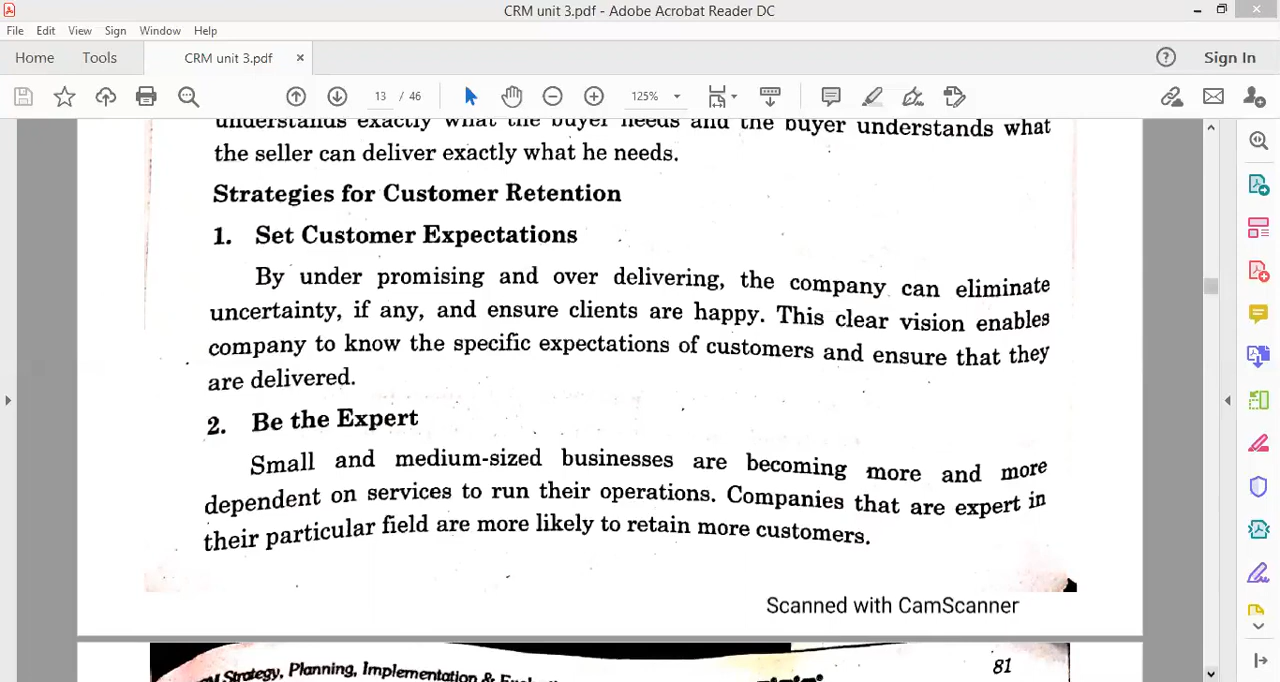 CRM unit 3.pdf - Adobe Acrobat Reader DC
File Edit View Sign Window Help
Home Tools CRM unit 3.pdf × Sign In
13 / 46 125%
understands exactly what the buyer needs and the buyer understands what
the seller can deliver exactly what he needs.
Strategies for Customer Retention
1. Set Customer Expectations
By under promising and over delivering, the company can eliminate
uncertainty, if any, and ensure clients are happy. This clear vision enables
company to know the specific expectations of customers and ensure that they
are delivered.
2. Be the Expert
Small and medium-sized businesses are becoming more and more
dependent on services to run their operations. Companies that are expert in
their particular field are more likely to retain more customers.
Scanned with CamScanner
Strategy, Planning, Implementation & 81